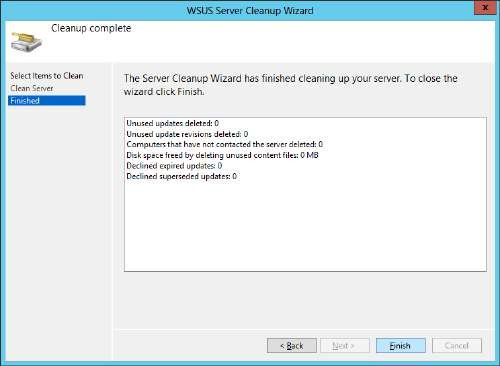 WSUS Server Cleanup Wizard
x
Cleanup complete
Select Items to Clean
Clean Server
Finished
The Server Cleanup Wizard has finished cleaning up your server. To close the
wizard click Finish.
Unused updates deleted: 0
Unused update revisions deleted: 0
Computers that have not contacted the server deleted: 0
Disk space freed by deleting unused content files: 0 MB
Declined expired updates: 0
Declined superseded updates: 0
< Back
Next >
Finish
Cancel